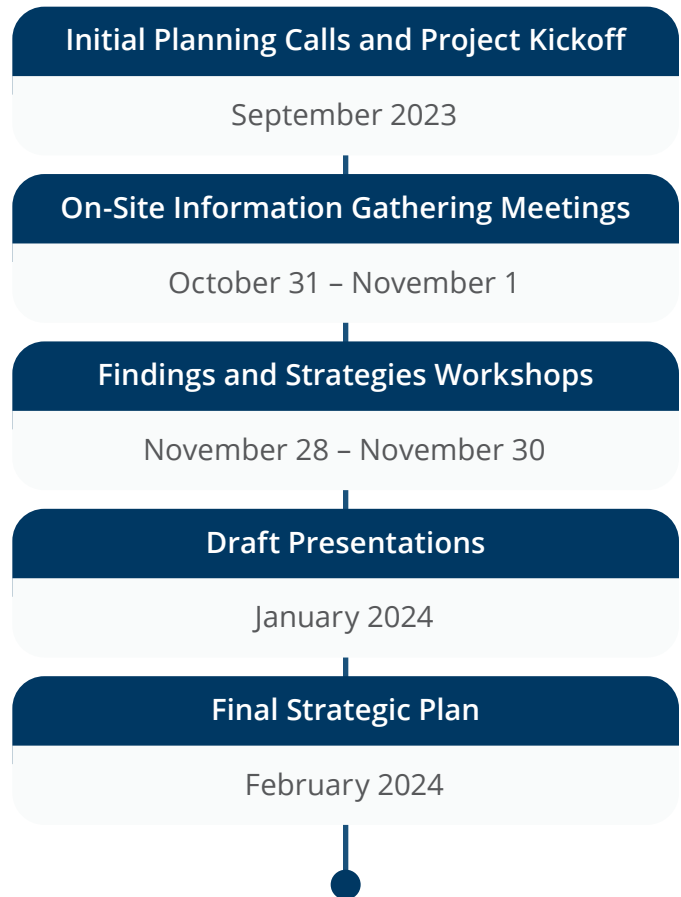 Initial Planning Calls and Project Kickoff
September 2023
On-Site Information Gathering Meetings
October 31 – November 1
Findings and Strategies Workshops
November 28 – November 30
Draft Presentations
January 2024
Final Strategic Plan
February 2024